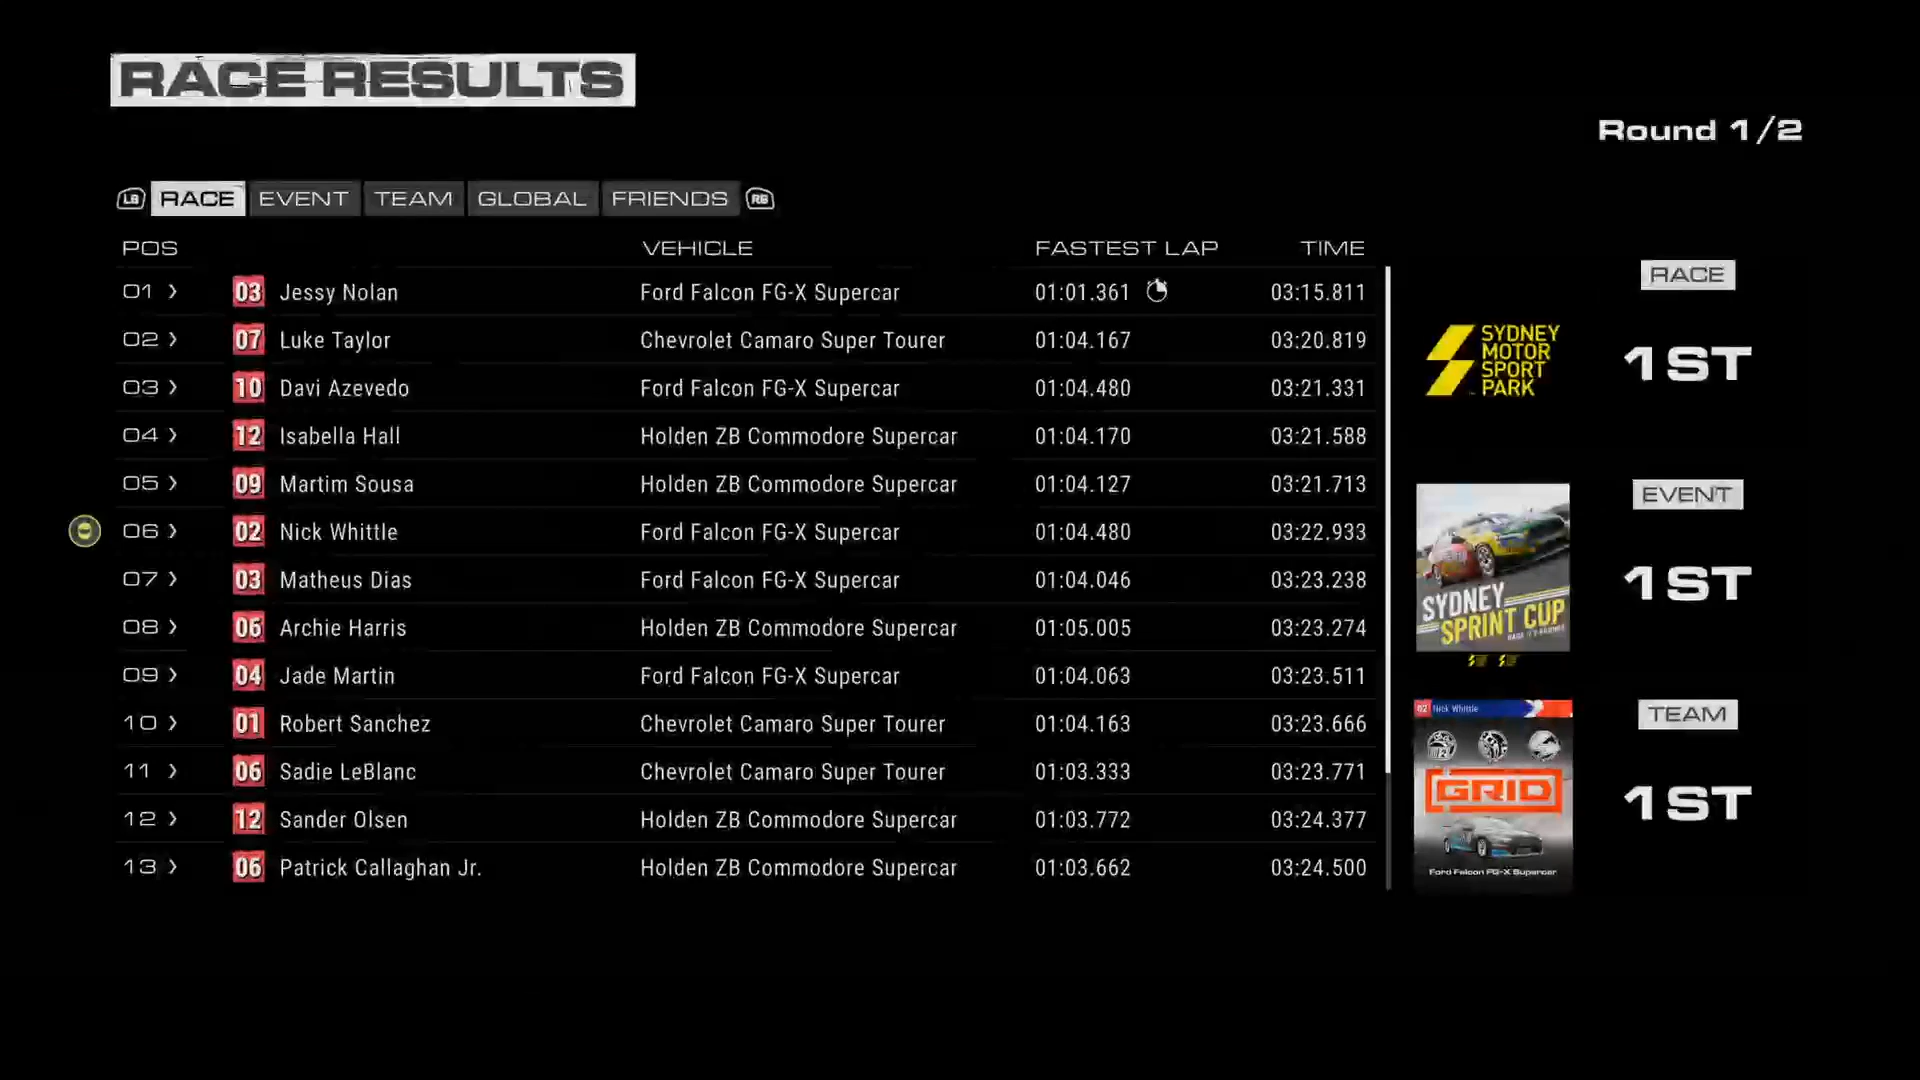 RACE RESULTS
Round 1/2
LB RACE EVENT TEAM GLOBAL FRIENDS RB
POS VEHICLE FASTEST LAP TIME
01 03 Jessy Nolan Ford Falcon FG-X Supercar 01:01.361 03:15.811
02 07 Luke Taylor Chevrolet Camaro Super Tourer 01:04.167 03:20.819
03 10 Davi Azevedo Ford Falcon FG-X Supercar 01:04.480 03:21.331
04 12 Isabella Hall Holden ZB Commodore Supercar 01:04.170 03:21.588
05 09 Martim Sousa Holden ZB Commodore Supercar 01:04.127 03:21.713
06 02 Nick Whittle Ford Falcon FG-X Supercar 01:04.480 03:22.933
07 03 Matheus Dias Ford Falcon FG-X Supercar 01:04.046 03:23.238
08 06 Archie Harris Holden ZB Commodore Supercar 01:05.005 03:23.274
09 04 Jade Martin Ford Falcon FG-X Supercar 01:04.063 03:23.511
10 01 Robert Sanchez Chevrolet Camaro Super Tourer 01:04.163 03:23.666
11 06 Sadie LeBlanc Chevrolet Camaro Super Tourer 01:03.333 03:23.771
12 12 Sander Olsen Holden ZB Commodore Supercar 01:03.772 03:24.377
13 06 Patrick Callaghan Jr. Holden ZB Commodore Supercar 01:03.662 03:24.500
RACE
SYDNEY
MOTOR
SPORT
PARK
1ST
EVENT
SYDNEY
SPRINT CUP
1ST
TEAM
02 Nick Whittle
GRID
Ford Falcon FG-X Supercar
1ST